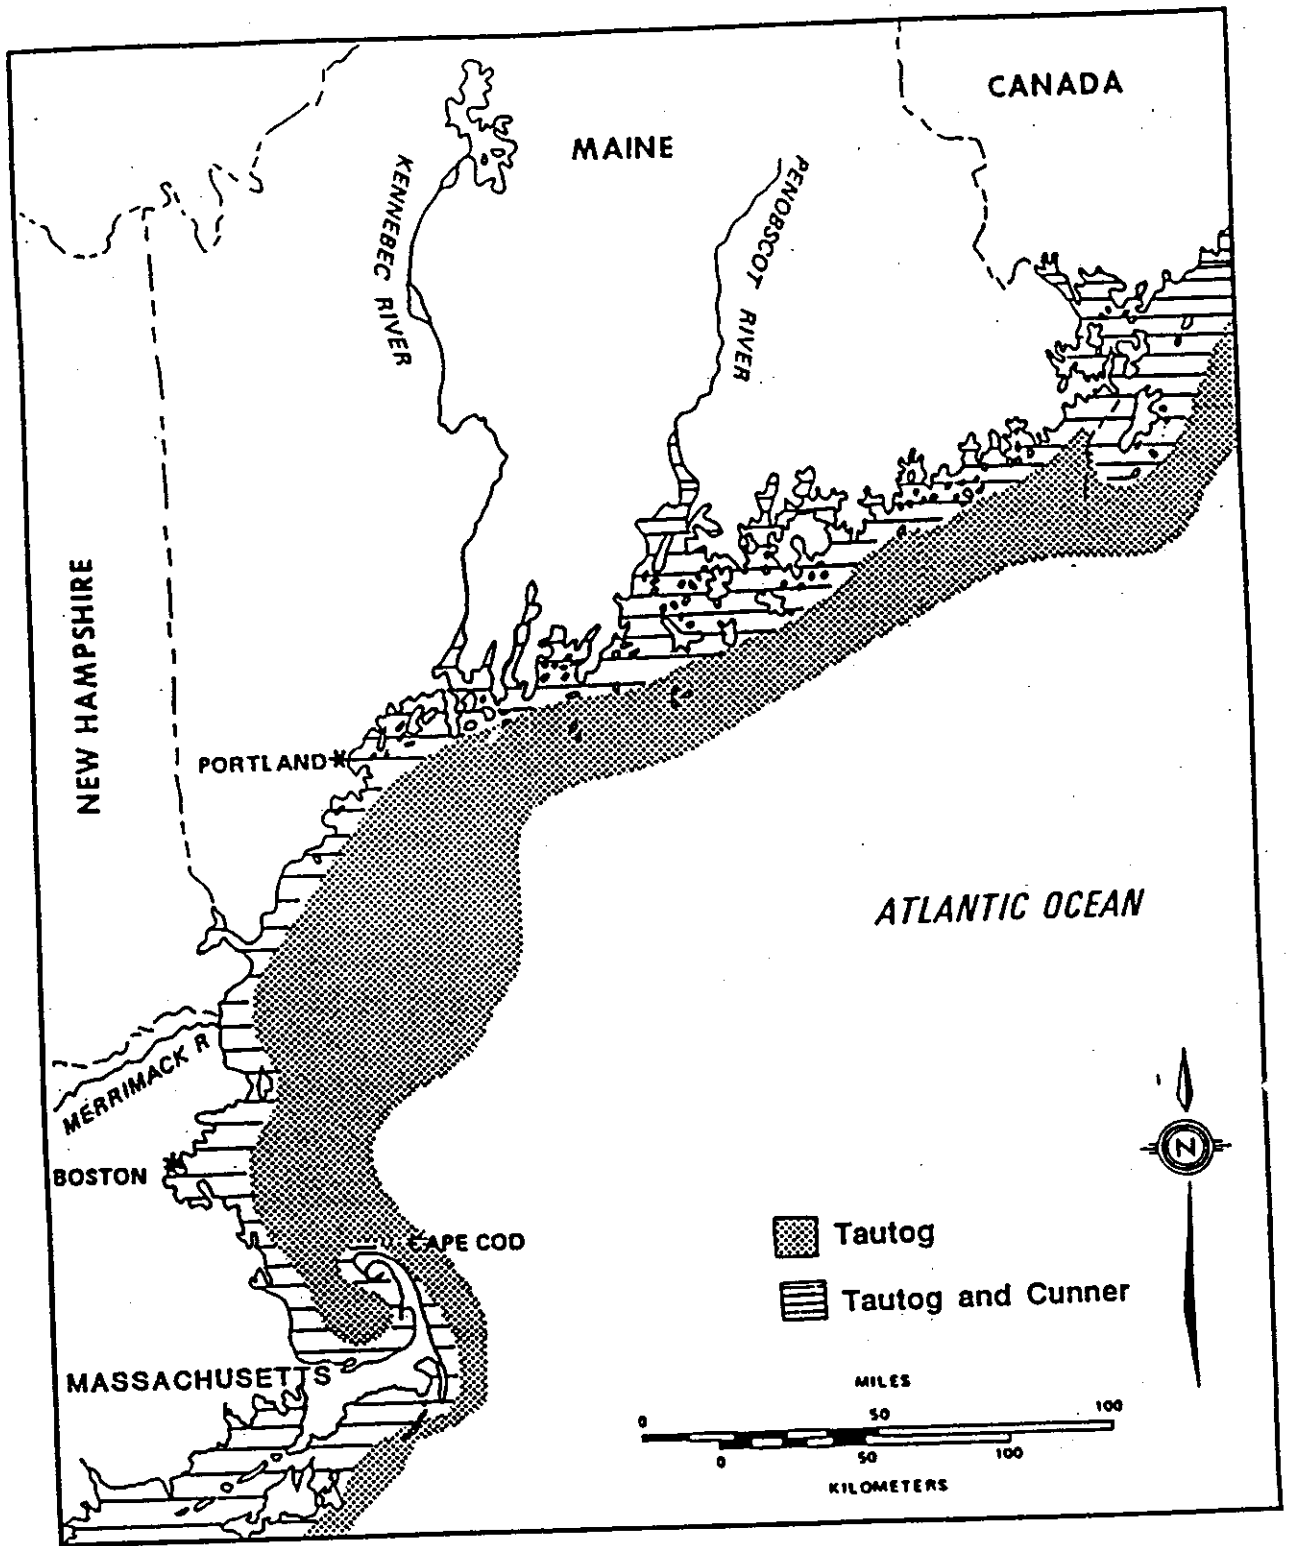 CANADA
MAINE
KENNEBEC RIVER
PENOBSCOT RIVER
NEW HAMPSHIRE
PORTLAND
ATLANTIC OCEAN
MERRIMACK R
BOSTON
CAPE COD
N
Tautog
Tautog and Cunner
MASSACHUSETTS
MILES
0 50 100
0 50 100
KILOMETERS